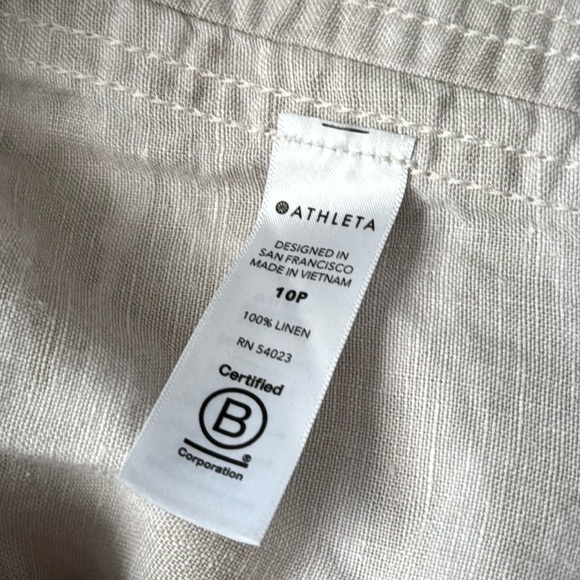 ATHLETA
DESIGNED IN
SAN FRANCISCO
MADE IN VIETNAM
10P
100% LINEN
RN 54023
Certified
B
®
Corporation